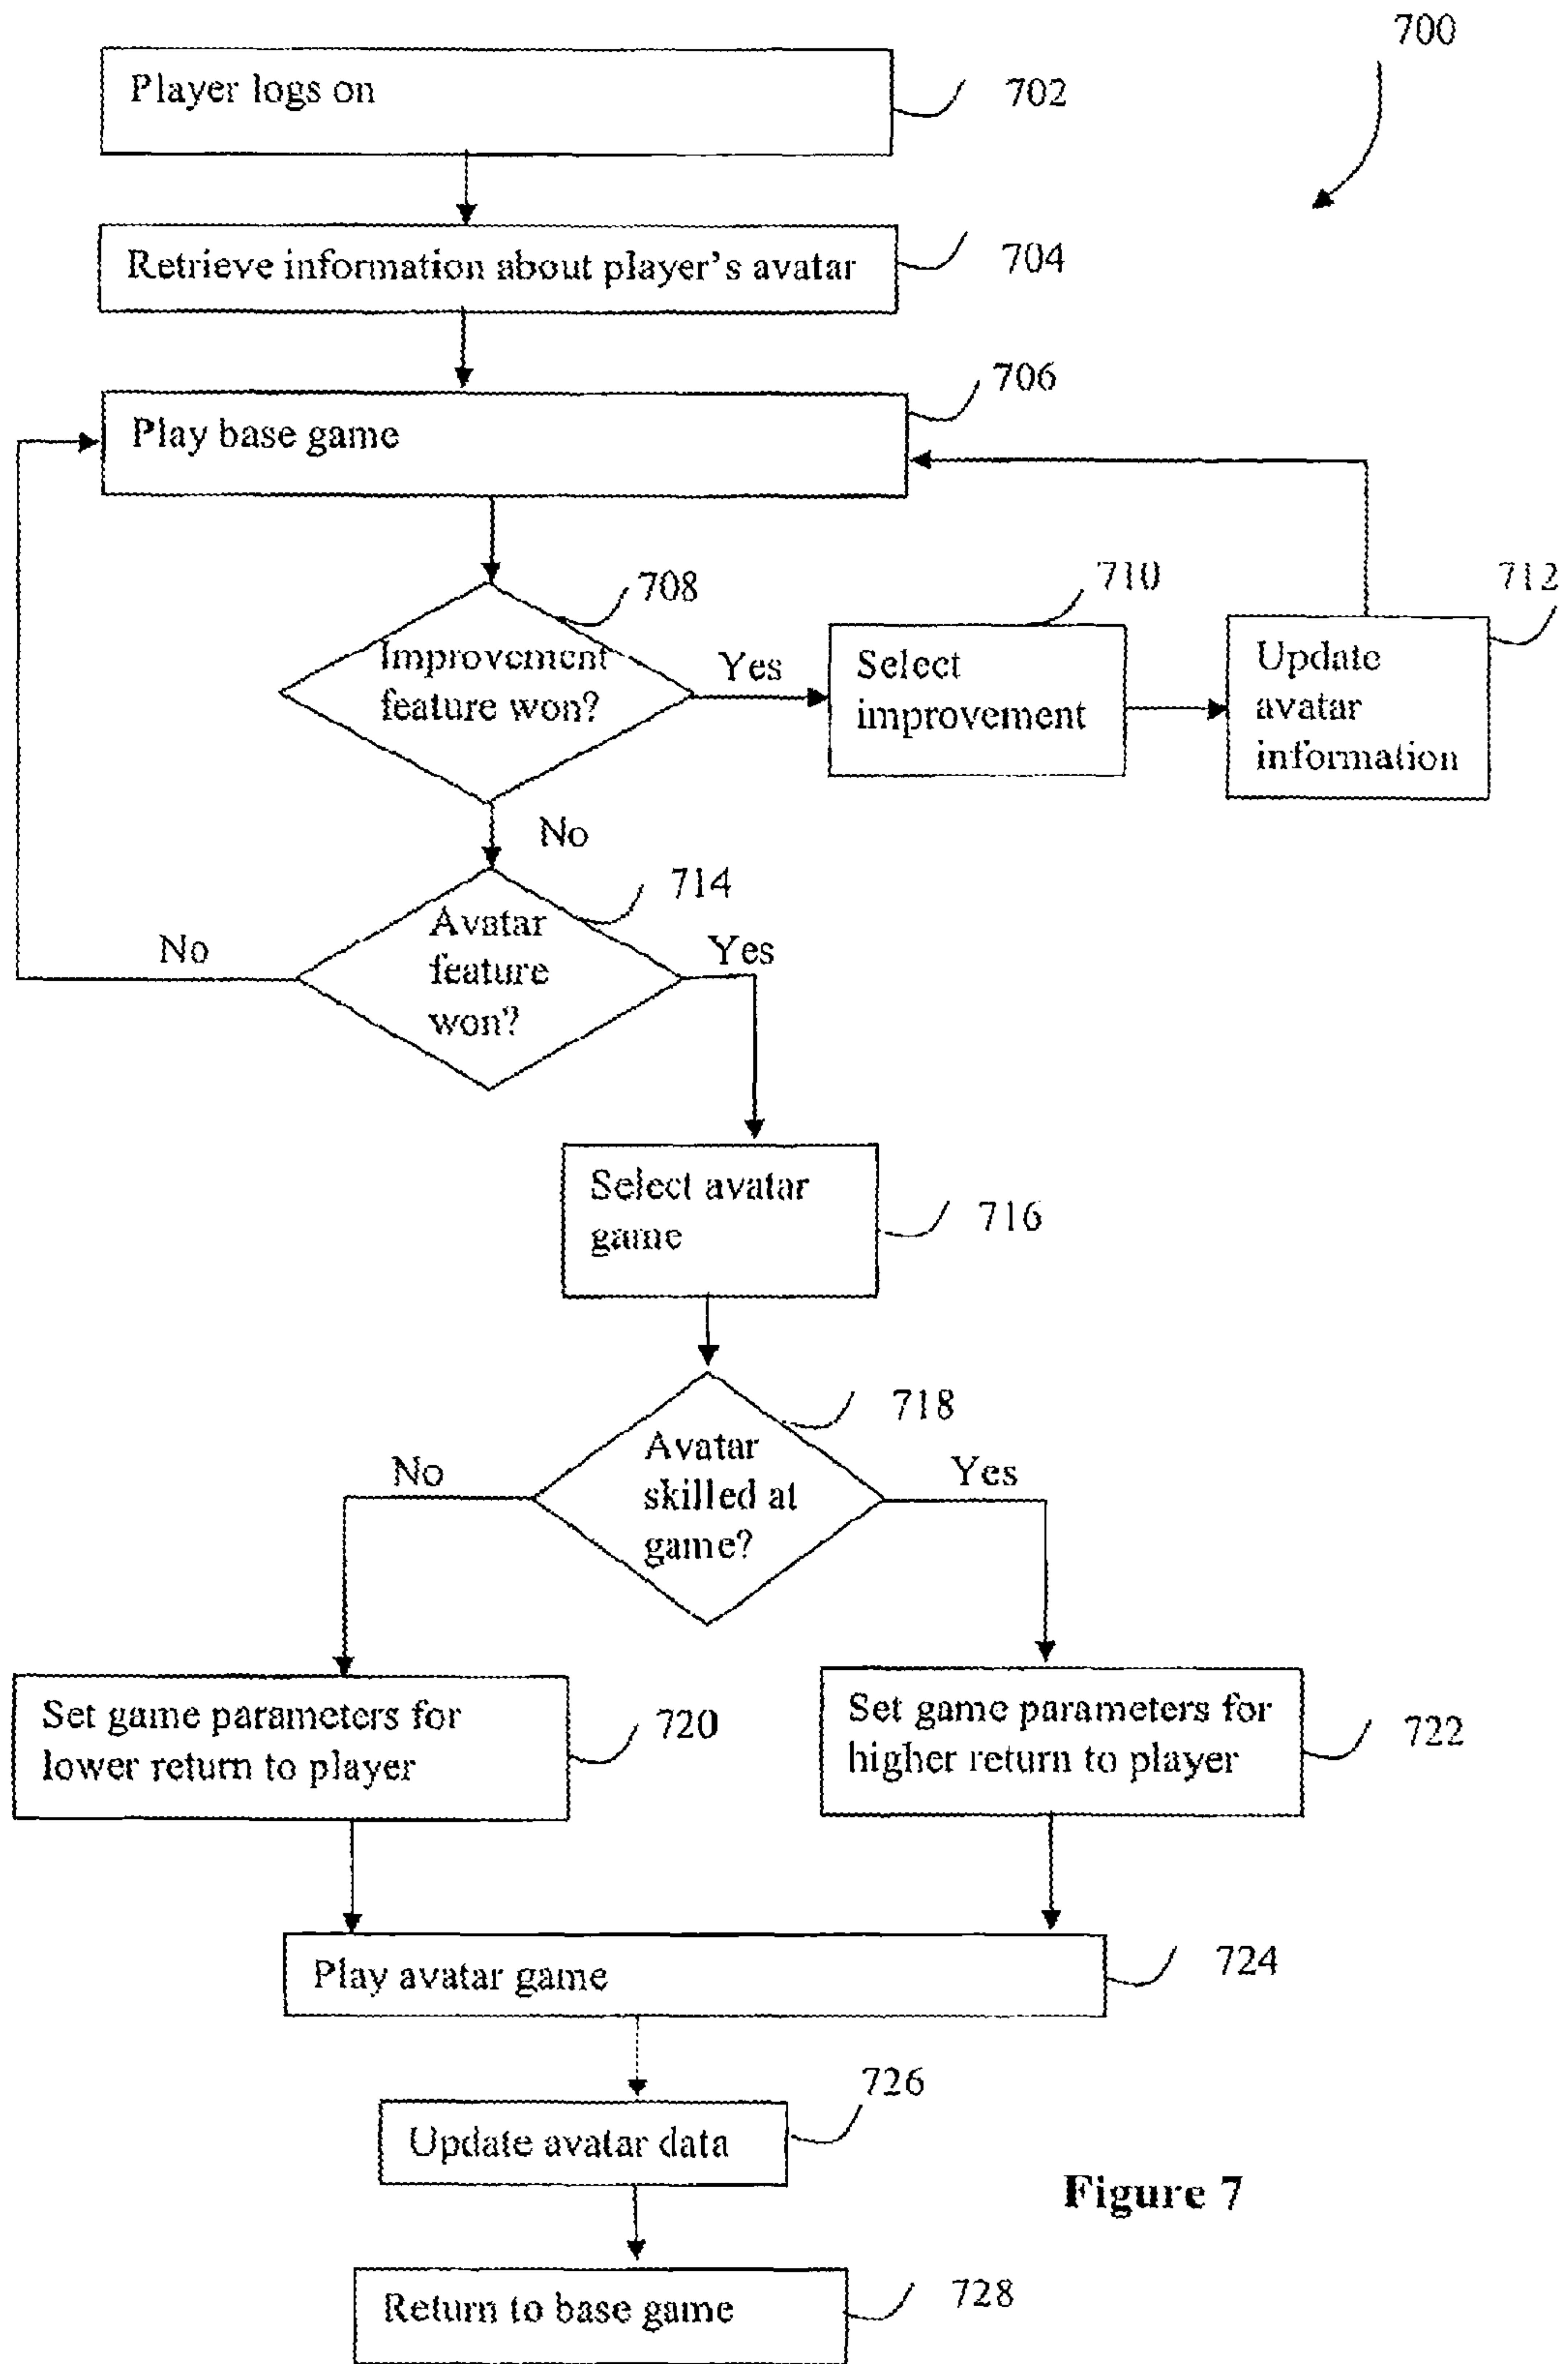 700
Player logs on
702
Retrieve information about player's avatar
704
706
Play base game
708
710
712
Improvement
feature won?
Yes
Select
improvement
Update
avatar
information
No
714
Avatar
feature
won?
No
Yes
Select avatar
game
716
718
Avatar
skilled at
game?
No
Yes
Set game parameters for
lower return to player
720
Set game parameters for
higher return to player
722
Play avatar game
724
726
Update avatar data
Figure 7
Return to base game
728